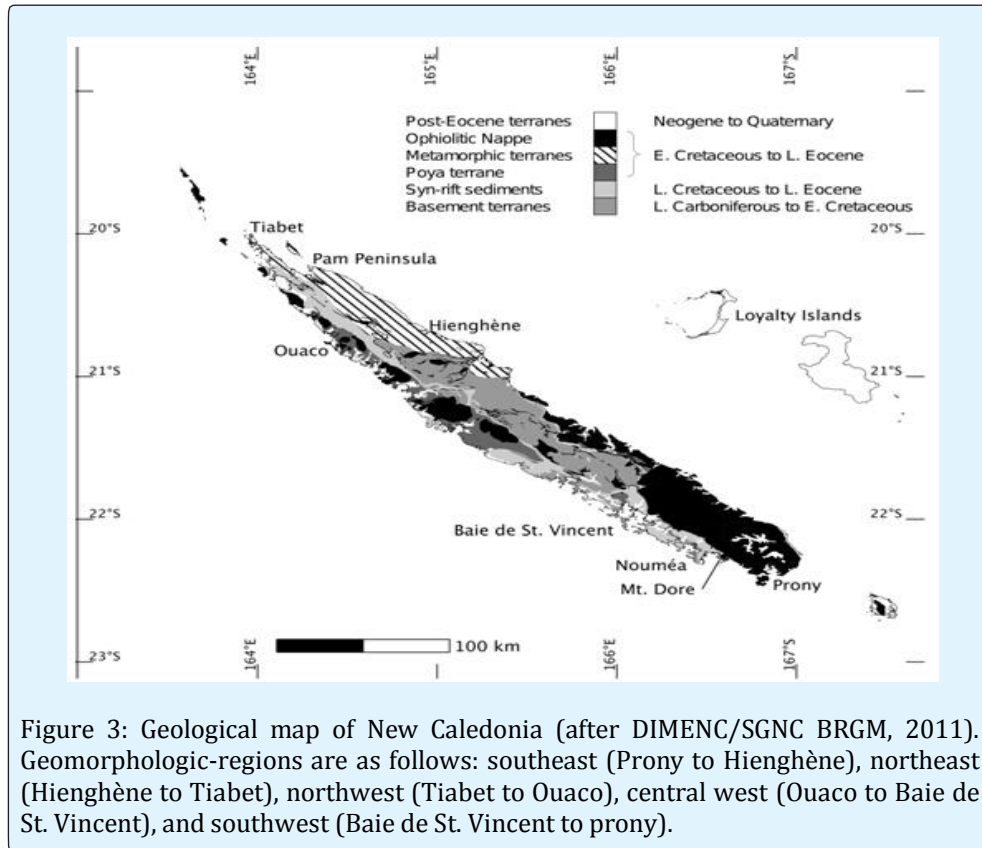 164°E
165°E
166°E
167°S
Post-Eocene terranes Neogene to Quaternary
Ophiolitic Nappe
Metamorphic terranes E. Cretaceous to L. Eocene
Poya terrane
Syn-rift sediments L. Cretaceous to L. Eocene
Basement terranes L. Carboniferous to E. Cretaceous
20°S 20°S
Tiabet
Pam Peninsula
Hienghène
Loyalty Islands
Ouaco
21°S 21°S
22°S 22°S
Baie de St. Vincent
Nouméa
Mt. Dore
Prony
100 km
23°S 23°S
164°E
165°E
166°E
167°S
Figure 3: Geological map of New Caledonia (after DIMENC/SGNC BRGM, 2011).
Geomorphologic-regions are as follows: southeast (Prony to Hienghène), northeast
(Hienghène to Tiabet), northwest (Tiabet to Ouaco), central west (Ouaco to Baie de
St. Vincent), and southwest (Baie de St. Vincent to prony).